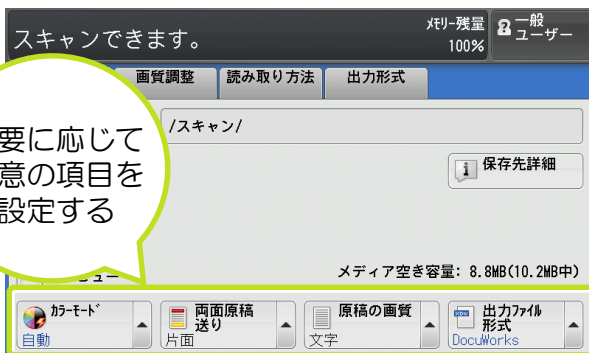 スキャンできます。
ﾒﾓﾘｰ残量
100%
一般
ユーザー
画質調整
読み取り方法
出力形式
/スキャン/
要に応じて
意の項目を
設定する
保存先詳細
ュー
メディア空き容量: 8.8MB(10.2MB中)
ｶﾗｰﾓｰﾄﾞ
自動
両面原稿
送り
片面
原稿の画質
文字
出力ﾌｧｲﾙ
形式
DocuWorks